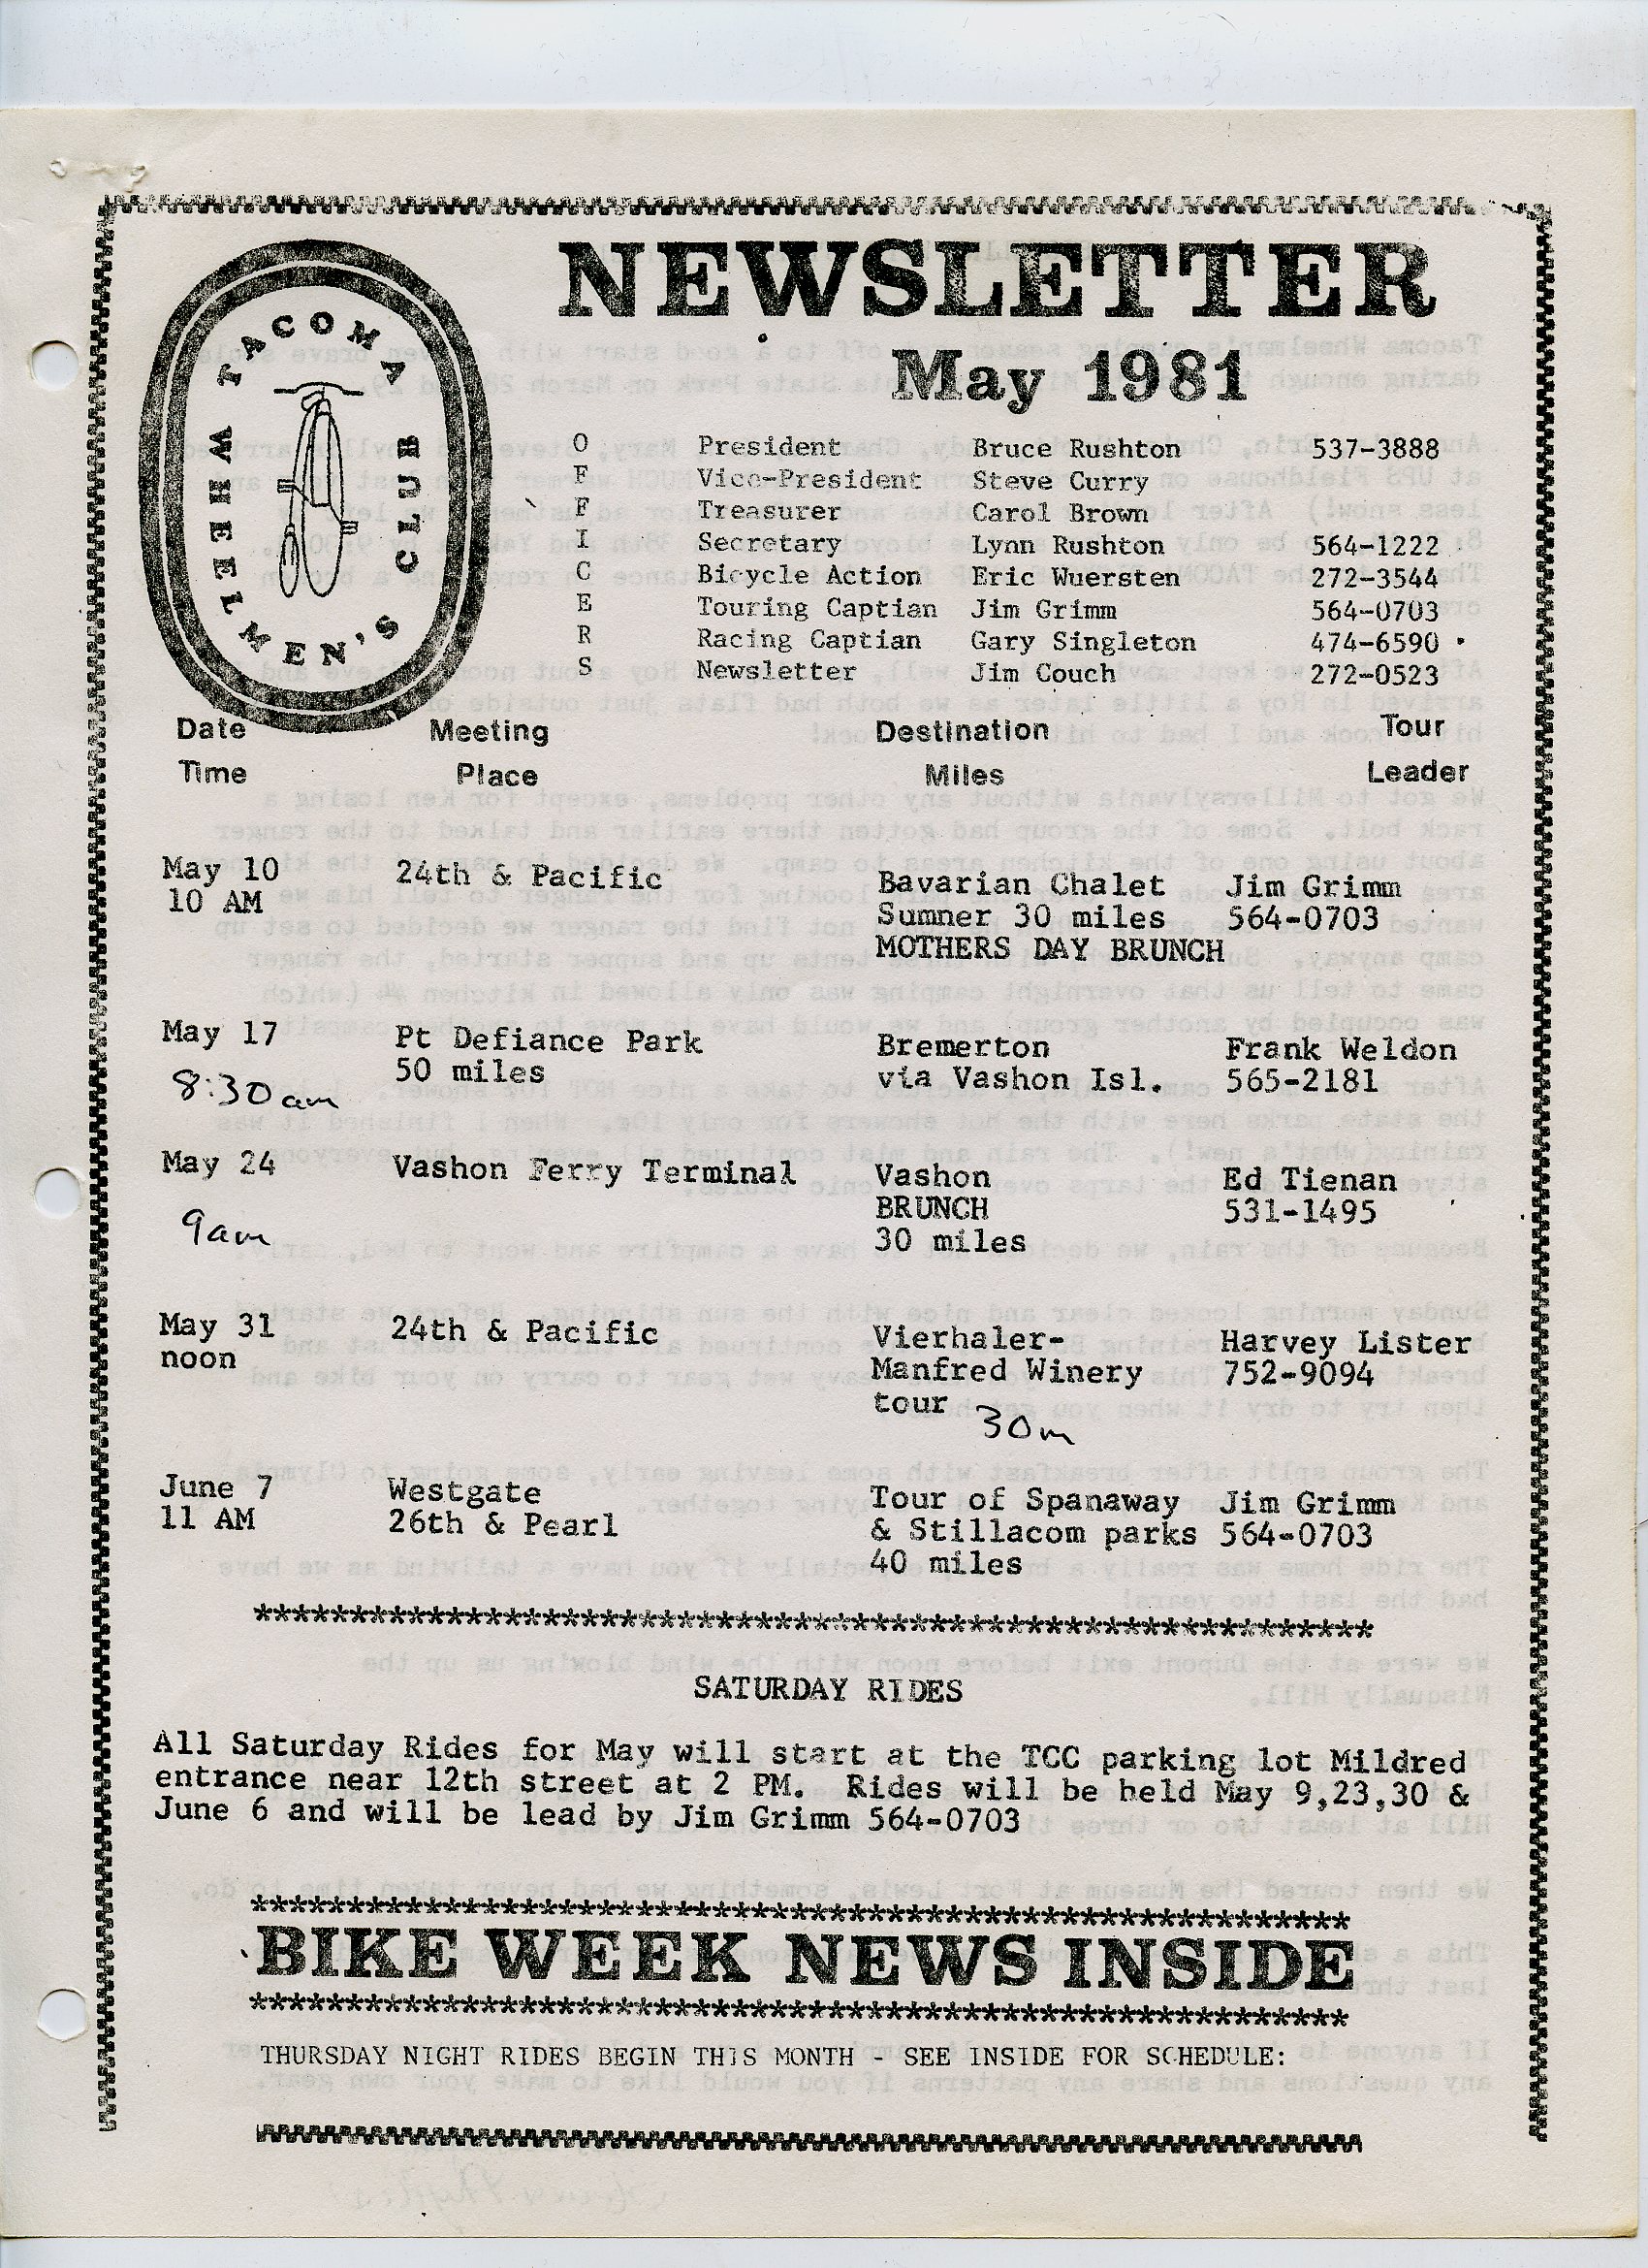 NEWSLETTER
May 1981
TACOMA WHEELMEN'S CLUB
O President Bruce Rushton 537-3888
F Vice-President Steve Curry
F Treasurer Carol Brown
I Secretary Lynn Rushton 564-1222
C Bicycle Action Eric Wuersten 272-3544
E Touring Captian Jim Grimm 564-0703
R Racing Captian Gary Singleton 474-6590
S Newsletter Jim Couch 272-0523
Date Meeting Destination Tour
Time Place Miles Leader
May 10 24th & Pacific Bavarian Chalet Jim Grimm
10 AM Sumner 30 miles 564-0703
MOTHERS DAY BRUNCH
May 17 Pt Defiance Park Bremerton Frank Weldon
8:30am 50 miles via Vashon Isl. 565-2181
May 24 Vashon Ferry Terminal Vashon Ed Tienan
BRUNCH 531-1495
9am 30 miles
May 31 24th & Pacific Vierhaler- Harvey Lister
noon Manfred Winery 752-9094
tour 30m
June 7 Westgate Tour of Spanaway Jim Grimm
11 AM 26th & Pearl & Stillacom parks 564-0703
40 miles
**********************************************************
SATURDAY RIDES
All Saturday Rides for May will start at the TCC parking lot Mildred
entrance near 12th street at 2 PM. Rides will be held May 9,23,30 &
June 6 and will be lead by Jim Grimm 564-0703
*********************************************************
BIKE WEEK NEWS INSIDE
*********************************************************
THURSDAY NIGHT RIDES BEGIN THIS MONTH - SEE INSIDE FOR SCHEDULE: